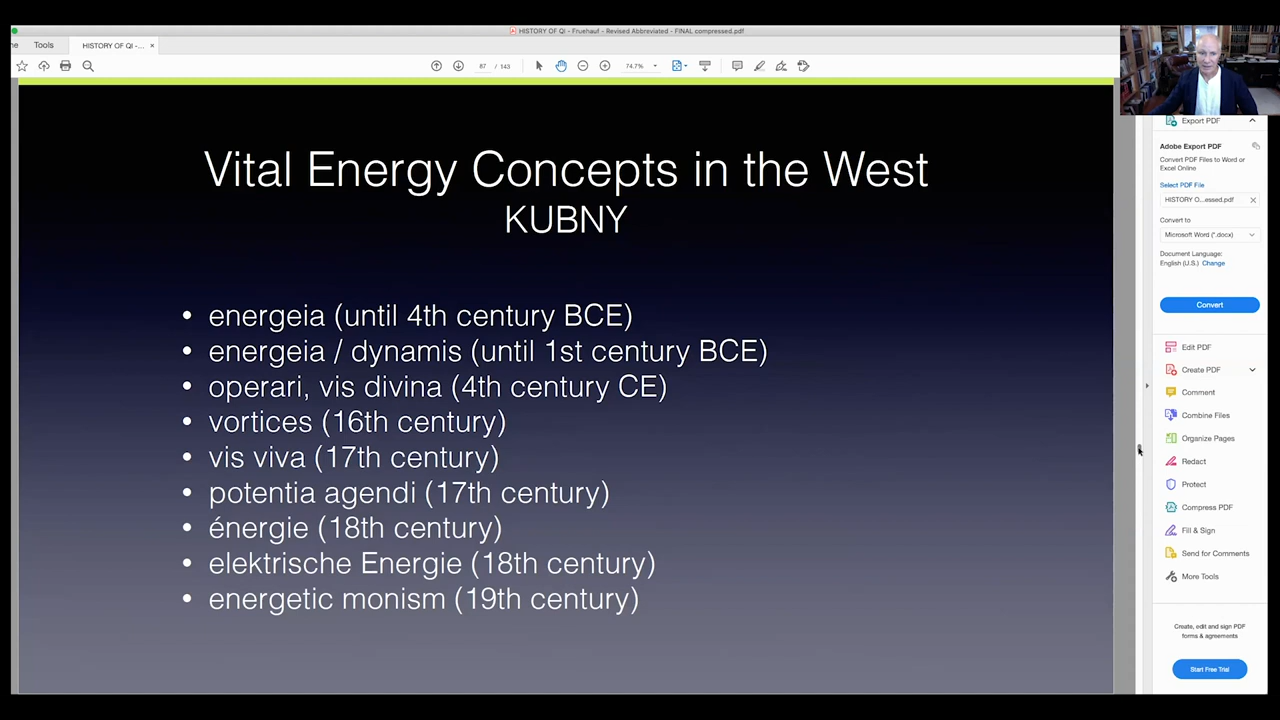 HISTORY OF QI - Fruehauf - Revised Abbreviated - FINAL compressed.pdf
ne
Tools
HISTORY OF QI -...
87 / 143
74.7%
Vital Energy Concepts in the West
KUBNY
• energeia (until 4th century BCE)
• energeia / dynamis (until 1st century BCE)
• operari, vis divina (4th century CE)
• vortices (16th century)
• vis viva (17th century)
• potentia agendi (17th century)
• énergie (18th century)
• elektrische Energie (18th century)
• energetic monism (19th century)
Export PDF
Adobe Export PDF
Convert PDF Files to Word or
Excel Online
Select PDF File
HISTORY O...essed.pdf
Convert to
Microsoft Word (*.docx)
Document Language:
English (U.S.) Change
Convert
Edit PDF
Create PDF
Comment
Combine Files
Organize Pages
Redact
Protect
Compress PDF
Fill & Sign
Send for Comments
More Tools
Create, edit and sign PDF
forms & agreements
Start Free Trial